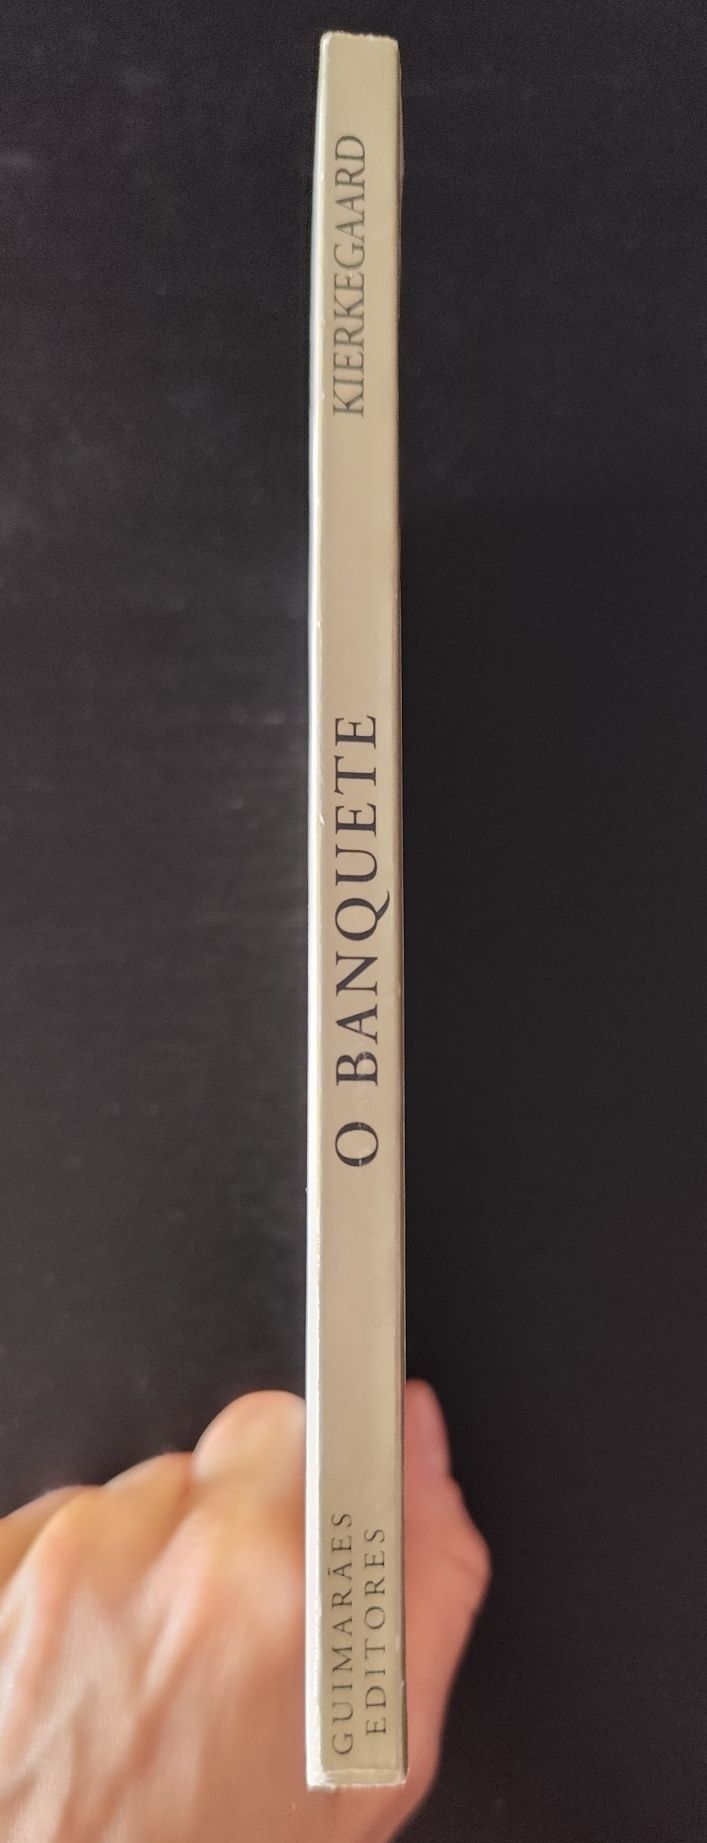 KIERKEGAARD
O BANQUETE
GUIMARÃES
EDITORES